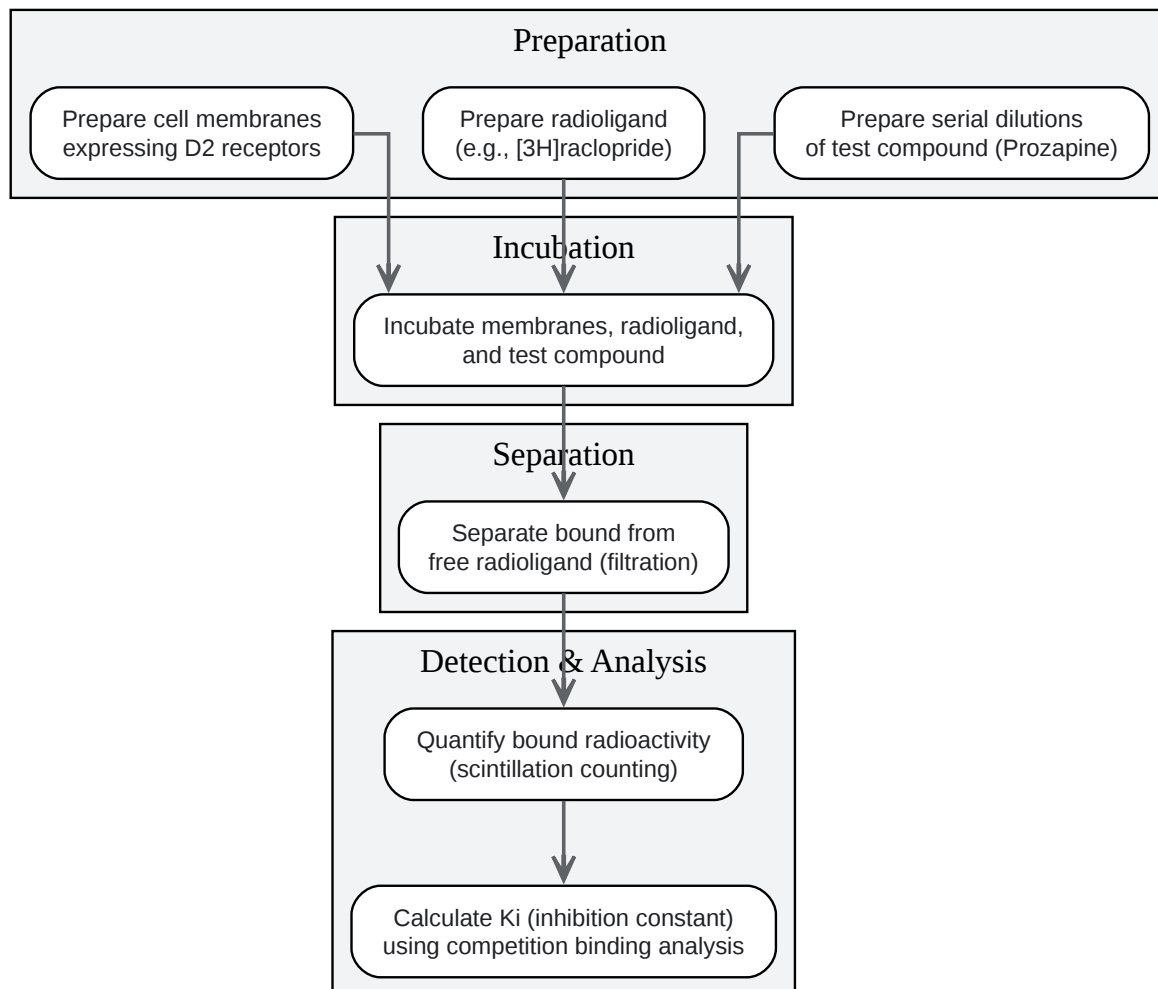 Preparation
Prepare cell membranes
expressing D2 receptors
Prepare radioligand
(e.g., [3H]raclopride)
Prepare serial dilutions
of test compound (Prozapine)
Incubation
Incubate membranes, radioligand,
and test compound
Separation
Separate bound from
free radioligand (filtration)
Detection & Analysis
Quantify bound radioactivity
(scintillation counting)
Calculate Ki (inhibition constant)
using competition binding analysis